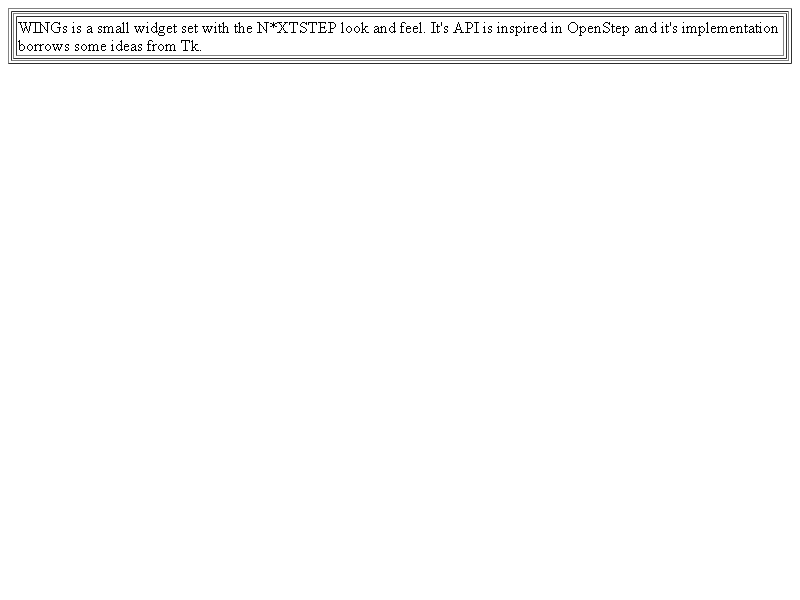 WINGs is a small widget set with the N*XTSTEP look and feel. It's API is inspired in OpenStep and it's implementation
borrows some ideas from Tk.